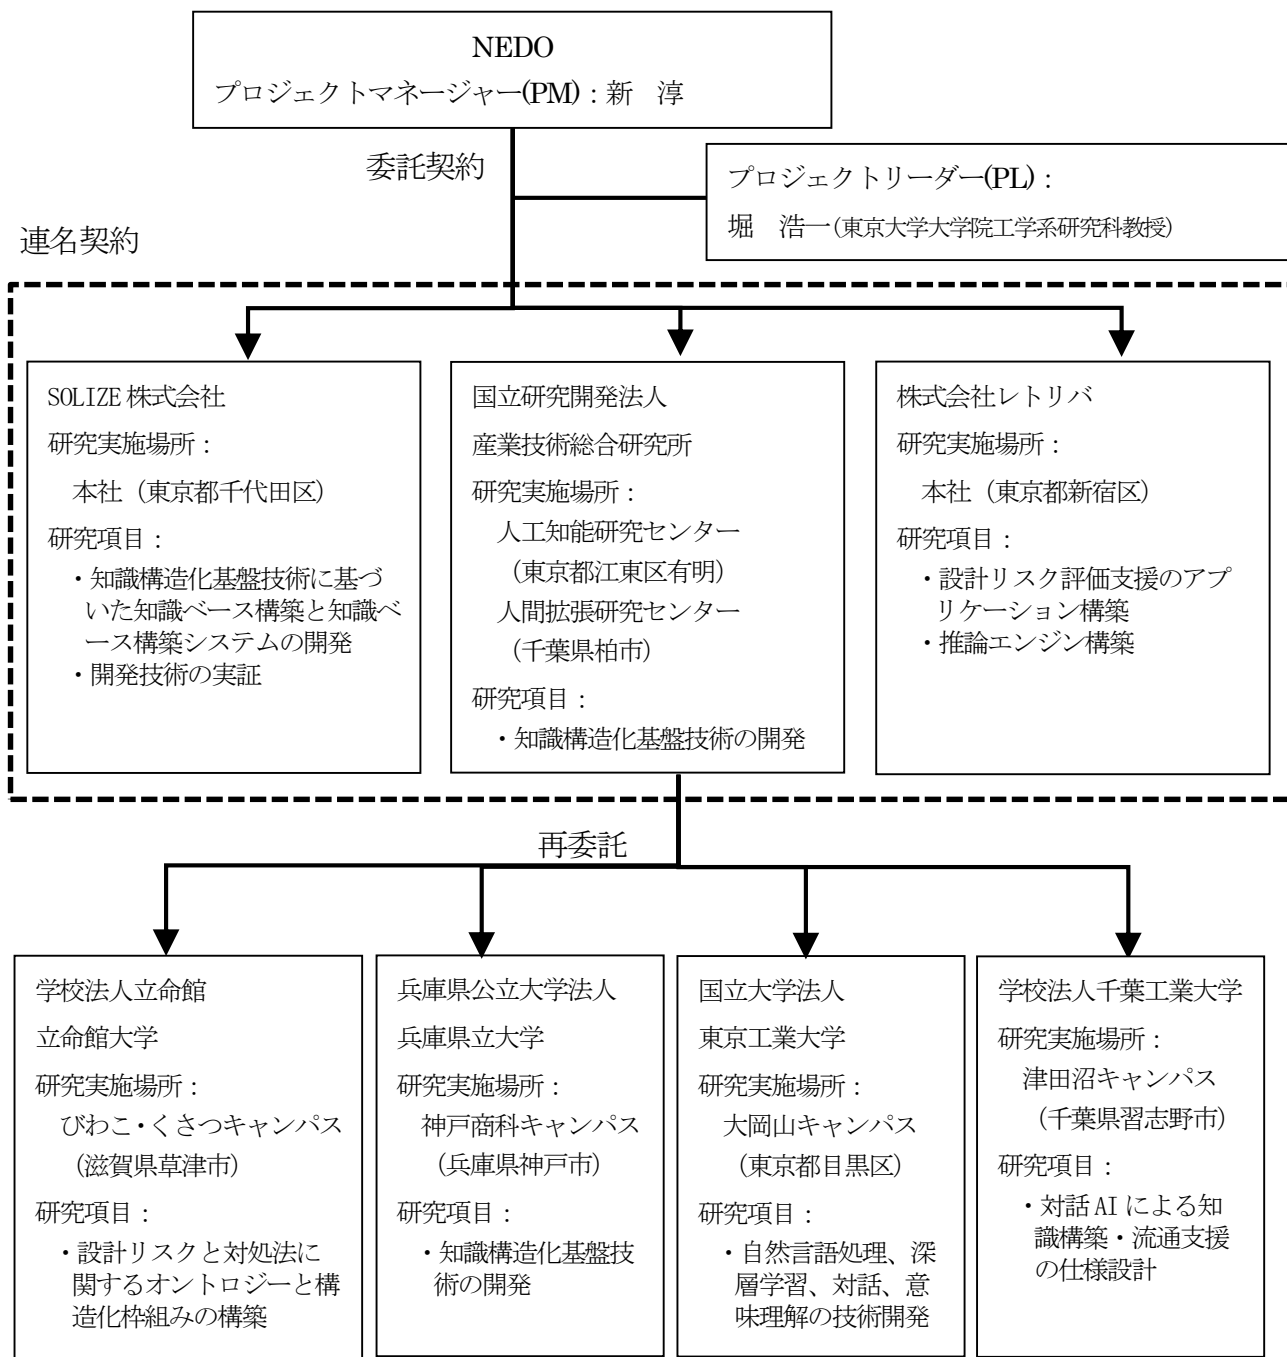 NEDO
プロジェクトマネージャー(PM)：新　淳
委託契約
プロジェクトリーダー(PL)：
堀　浩一(東京大学大学院工学系研究科教授)
連名契約
SOLIZE 株式会社
研究実施場所：
本社（東京都千代田区）
研究項目：
・知識構造化基盤技術に基づ
いた知識ベース構築と知識ベ
ース構築システムの開発
・開発技術の実証
国立研究開発法人
産業技術総合研究所
研究実施場所：
人工知能研究センター
（東京都江東区有明）
人間拡張研究センター
（千葉県柏市）
研究項目：
・知識構造化基盤技術の開発
株式会社レトリバ
研究実施場所：
本社（東京都新宿区）
研究項目：
・設計リスク評価支援のアプ
リケーション構築
・推論エンジン構築
再委託
学校法人立命館
立命館大学
研究実施場所：
びわこ・くさつキャンパス
（滋賀県草津市）
研究項目：
・設計リスクと対処法に
関するオントロジーと構
造化枠組みの構築
兵庫県公立大学法人
兵庫県立大学
研究実施場所：
神戸商科キャンパス
（兵庫県神戸市）
研究項目：
・知識構造化基盤技
術の開発
国立大学法人
東京工業大学
研究実施場所：
大岡山キャンパス
（東京都目黒区）
研究項目：
・自然言語処理、深
層学習、対話、意
味理解の技術開発
学校法人千葉工業大学
研究実施場所：
津田沼キャンパス
（千葉県習志野市）
研究項目：
・対話 AI による知
識構築・流通支援
の仕様設計